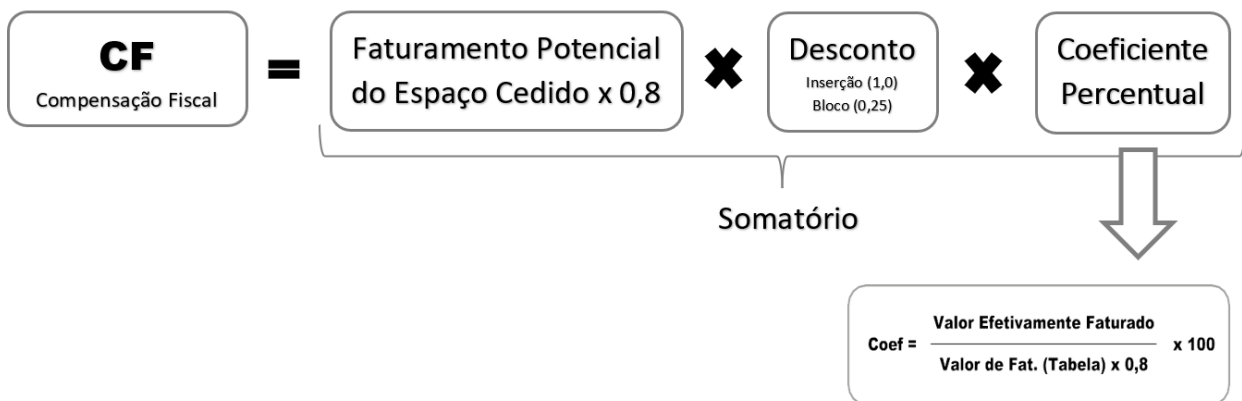 CF
Compensação Fiscal
=
Faturamento Potencial
do Espaço Cedido x 0,8
✖
Desconto
Inserção (1,0)
Bloco (0,25)
✖
Coeficiente
Percentual
Somatório
Valor Efetivamente Faturado
Coef = x 100
Valor de Fat. (Tabela) x 0,8